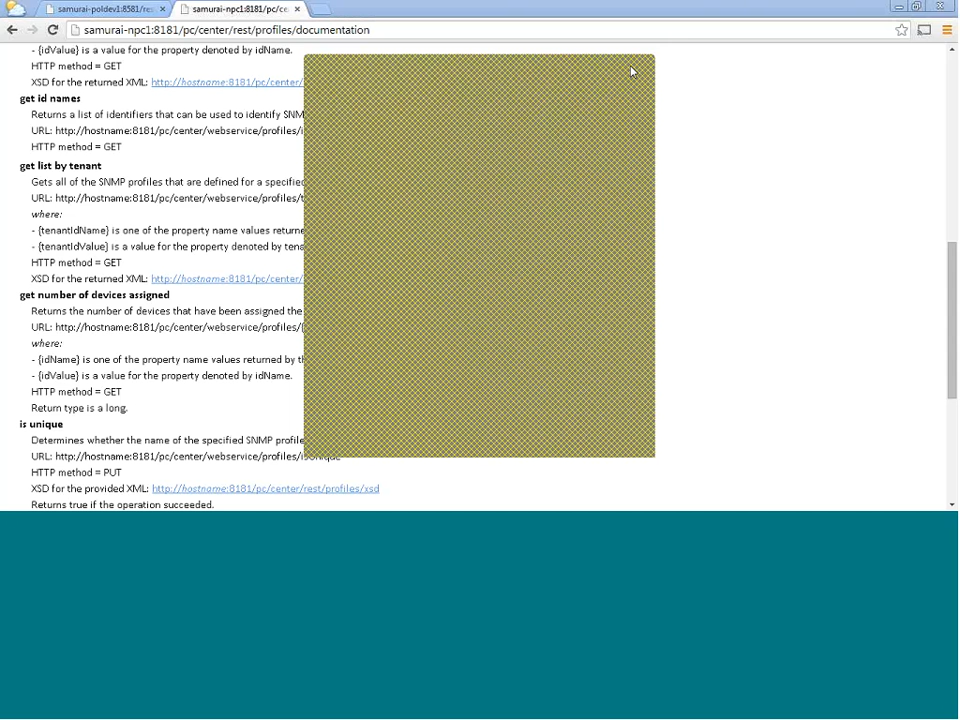 samurai-poldev1:8581/res
samurai-npc1:8181/pc/ce
samurai-npc1:8181/pc/center/rest/profiles/documentation
- {idValue} is a value for the property denoted by idName.
HTTP method = GET
XSD for the returned XML: http://hostname:8181/pc/center/
get id names
Returns a list of identifiers that can be used to identify SNM
URL: http://hostname:8181/pc/center/webservice/profiles/i
HTTP method = GET
get list by tenant
Gets all of the SNMP profiles that are defined for a specified
URL: http://hostname:8181/pc/center/webservice/profiles/t
where:
- {tenantIdName} is one of the property name values returne
- {tenantIdValue} is a value for the property denoted by tena
HTTP method = GET
XSD for the returned XML: http://hostname:8181/pc/center/
get number of devices assigned
Returns the number of devices that have been assigned the
URL: http://hostname:8181/pc/center/webservice/profiles/{
where:
- {idName} is one of the property name values returned by th
- {idValue} is a value for the property denoted by idName.
HTTP method = GET
Return type is a long.
is unique
Determines whether the name of the specified SNMP profile
URL: http://hostname:8181/pc/center/webservice/profiles/isUnique
HTTP method = PUT
XSD for the provided XML: http://hostname:8181/pc/center/rest/profiles/xsd
Returns true if the operation succeeded.